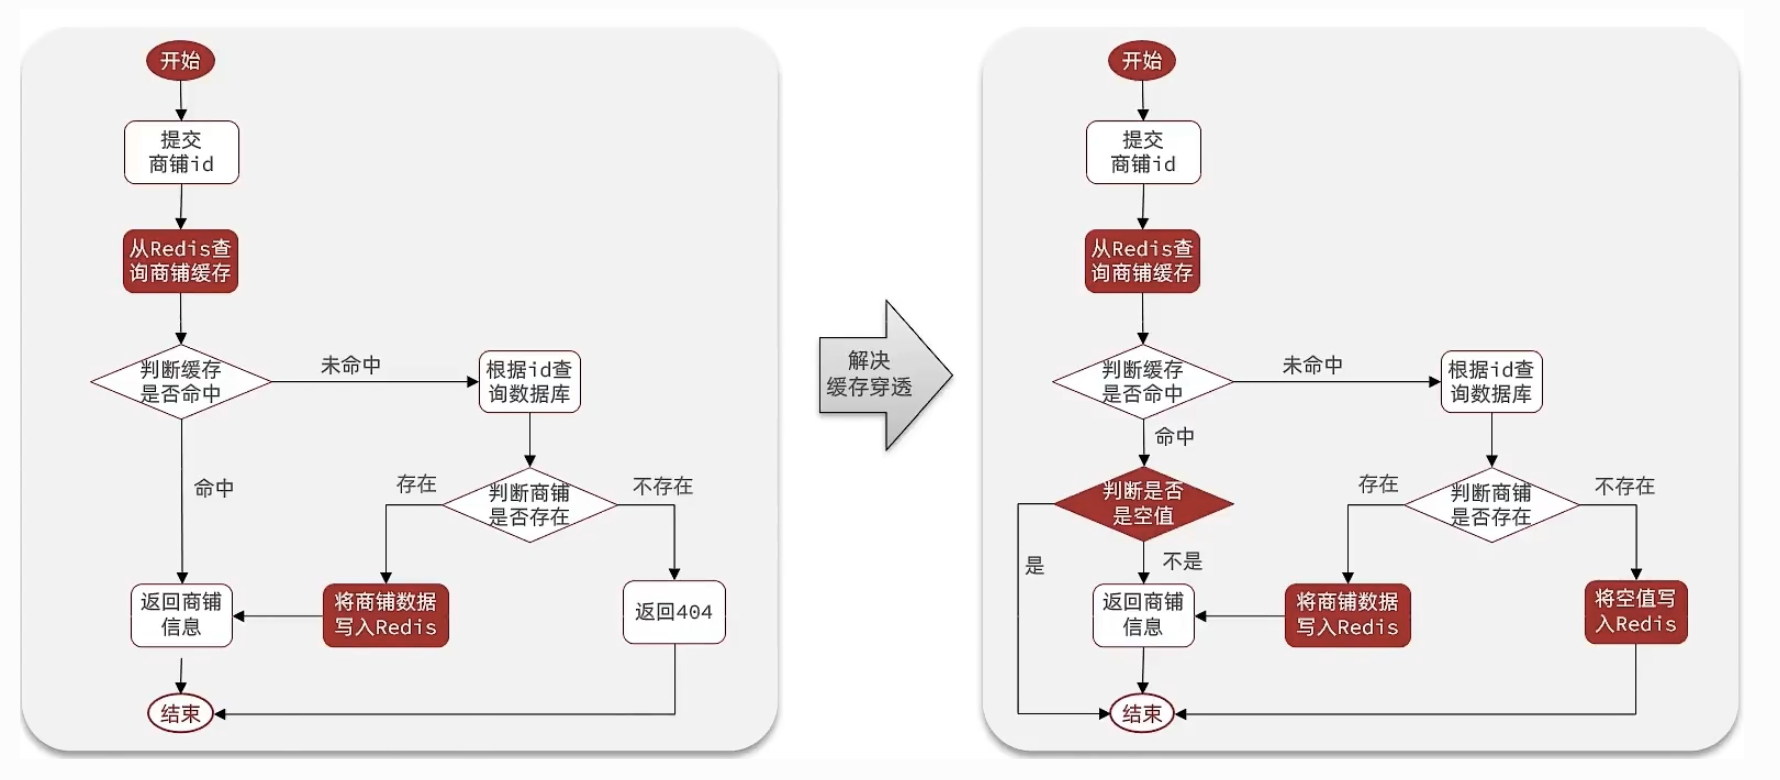 开始
提交
商铺id
从Redis查
询商铺缓存
判断缓存
是否命中
未命中
根据id查
询数据库
命中
存在
判断商铺
是否存在
不存在
返回商铺
信息
将商铺数据
写入Redis
返回404
结束
解决
缓存穿透
开始
提交
商铺id
从Redis查
询商铺缓存
判断缓存
是否命中
未命中
根据id查
询数据库
命中
判断是否
是空值
存在
判断商铺
是否存在
不存在
是
不是
返回商铺
信息
将商铺数据
写入Redis
将空值写
入Redis
结束